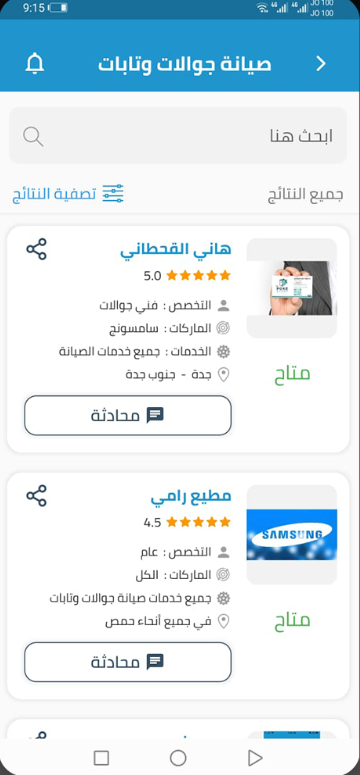 9:15
JO 100
JO 100
صيانة جوالات وتابات
ابحث هنا
جميع النتائج
تصفية النتائج
هاني القحطاني
5.0
التخصص : فني جوالات
الماركات : سامسونج
الخدمات : جميع خدمات الصيانة
جدة - جنوب جدة
متاح
محادثة
مطيع رامي
4.5
SAMSUNG
التخصص : عام
الماركات : الكل
جميع خدمات صيانة جوالات وتابات
في جميع أنحاء حمص
متاح
محادثة